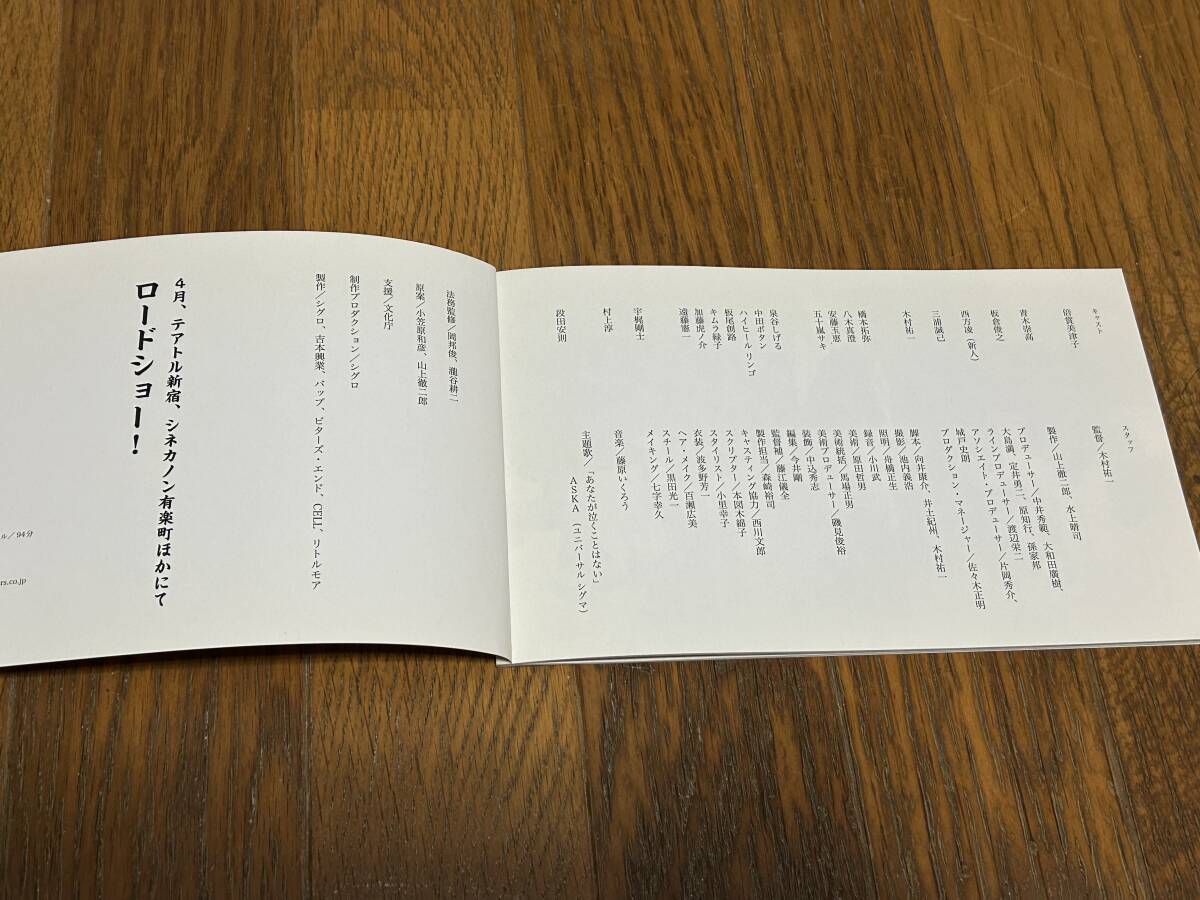 キャスト
倍賞美津子
青木崇高
板倉俊之
西方凌（新人）
三浦誠己
木村祐一
橋本拓弥
八木真澄
安藤玉恵
五十嵐サキ
泉谷しげる
中田ボタン
ハイヒールリンゴ
板尾創路
キムラ緑子
加藤虎ノ介
遠藤憲一
宇梶剛士
村上淳
段田安則
スタッフ
監督／木村祐一
製作／山上徹二郎、水上晴司
プロデューサー／中井秀範、大和田廣樹、
大島満、定井勇二、原知行、孫家邦
ラインプロデューサー／渡辺栄二
アソシエイト・プロデューサー／片岡秀介、
城戸史朗
プロダクション・マネージャー／佐々木正明
脚本／向井康介、井土紀州、木村祐一
撮影／池内義浩
照明／舟橋正生
録音／小川武
美術／原田哲男
美術統括／馬場正男
美術プロデューサー／磯見俊裕
装飾／中込秀志
編集／今井剛
監督補／藤江儀全
製作担当／森崎裕司
キャスティング協力／西川文郎
スクリプター／本図木綿子
スタイリスト／小里幸子
衣装／波多野芳一
ヘア・メイク／百瀬広美
スチール／黒田光一
メイキング／七字幸久
音楽／藤原いくろう
主題歌／「あなたが泣くことはない」
ASKA（ユニバーサル シグマ）
法務監修／岡邦俊、瀧谷耕二
原案／小笠原和彦、山上徹二郎
支援／文化庁
制作プロダクション／シグロ
製作／シグロ、吉本興業、バップ、ビターズ・エンド、CELL、リトルモア
４月、テアトル新宿、シネカノン有楽町ほかにて
ロードショー！
ル／94分
rs.co.jp